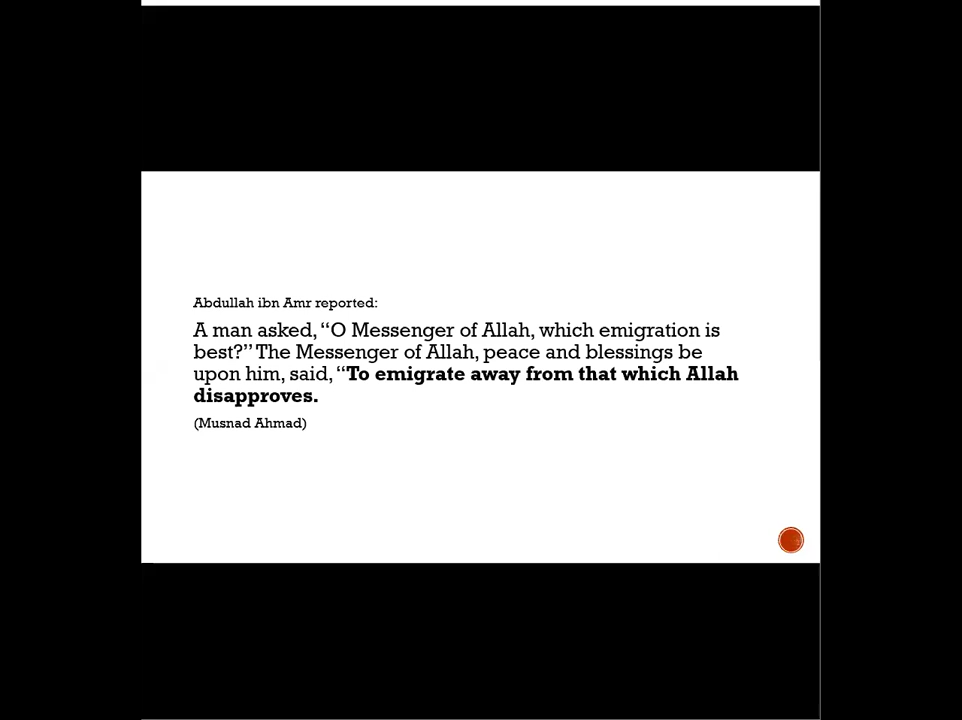 Abdullah ibn Amr reported:
A man asked, “O Messenger of Allah, which emigration is
best?” The Messenger of Allah, peace and blessings be
upon him, said, “To emigrate away from that which Allah
disapproves.
(Musnad Ahmad)